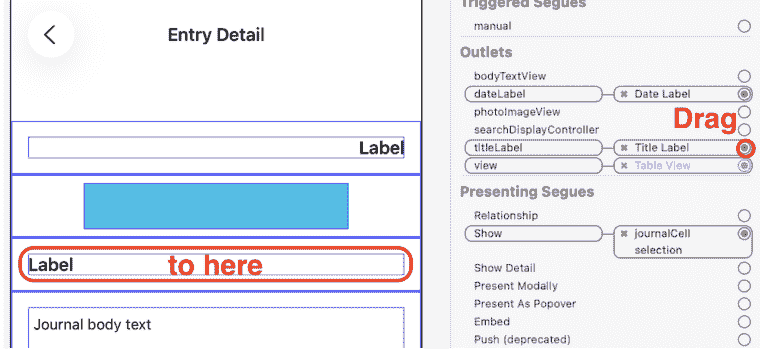 Entry Detail
Label
Label
to here
Journal body text
Triggered Segues
manual
Outlets
bodyTextView
dateLabel
Date Label
photoImageView
Drag
searchDisplayController
titleLabel
Title Label
view
Table View
Presenting Segues
Relationship
Show
journalCell
selection
Show Detail
Present Modally
Present As Popover
Embed
Push (deprecated)